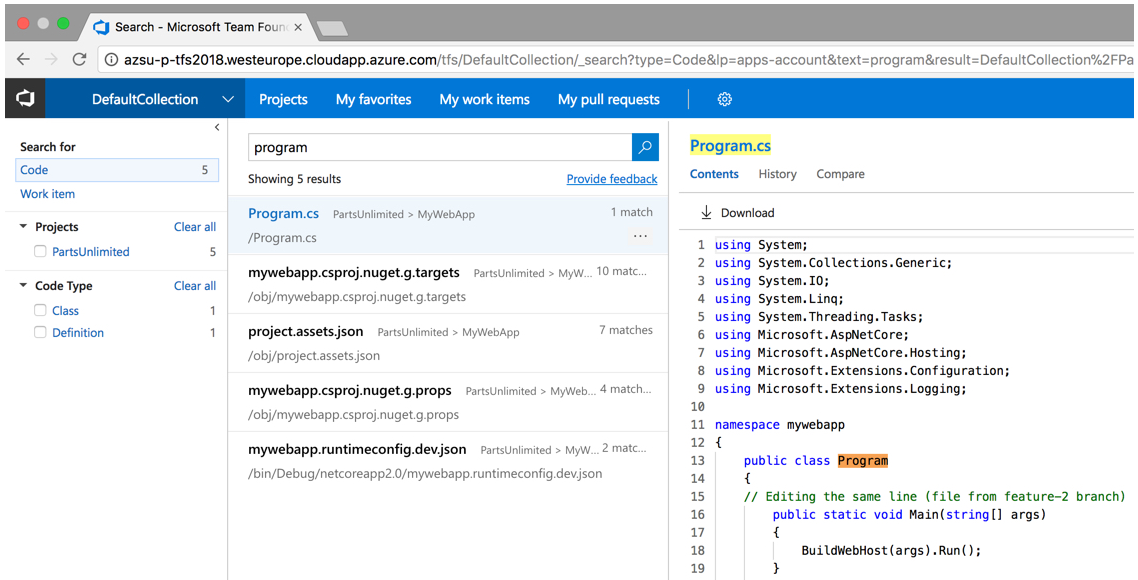 Search - Microsoft Team Foun
azsu-p-tfs2018.westeurope.cloudapp.azure.com/tfs/DefaultCollection/_search?type=Code&lp=apps-account&text=program&result=DefaultCollection%2FPa
DefaultCollection Projects My favorites My work items My pull requests
Search for
Code 5
Work item
Projects Clear all
PartsUnlimited 5
Code Type Clear all
Class 1
Definition 1
program
Showing 5 results Provide feedback
Program.cs PartsUnlimited > MyWebApp 1 match
/Program.cs ...
mywebapp.csproj.nuget.g.targets PartsUnlimited > MyW... 10 matc...
/obj/mywebapp.csproj.nuget.g.targets
project.assets.json PartsUnlimited > MyWebApp 7 matches
/obj/project.assets.json
mywebapp.csproj.nuget.g.props PartsUnlimited > MyWeb... 4 match...
/obj/mywebapp.csproj.nuget.g.props
mywebapp.runtimeconfig.dev.json PartsUnlimited > MyW... 2 matc...
/bin/Debug/netcoreapp2.0/mywebapp.runtimeconfig.dev.json
Program.cs
Contents History Compare
Download
1 using System;
2 using System.Collections.Generic;
3 using System.IO;
4 using System.Linq;
5 using System.Threading.Tasks;
6 using Microsoft.AspNetCore;
7 using Microsoft.AspNetCore.Hosting;
8 using Microsoft.Extensions.Configuration;
9 using Microsoft.Extensions.Logging;
10
11 namespace mywebapp
12 {
13 public class Program
14 {
15 // Editing the same line (file from feature-2 branch)
16 public static void Main(string[] args)
17 {
18 BuildWebHost(args).Run();
19 }